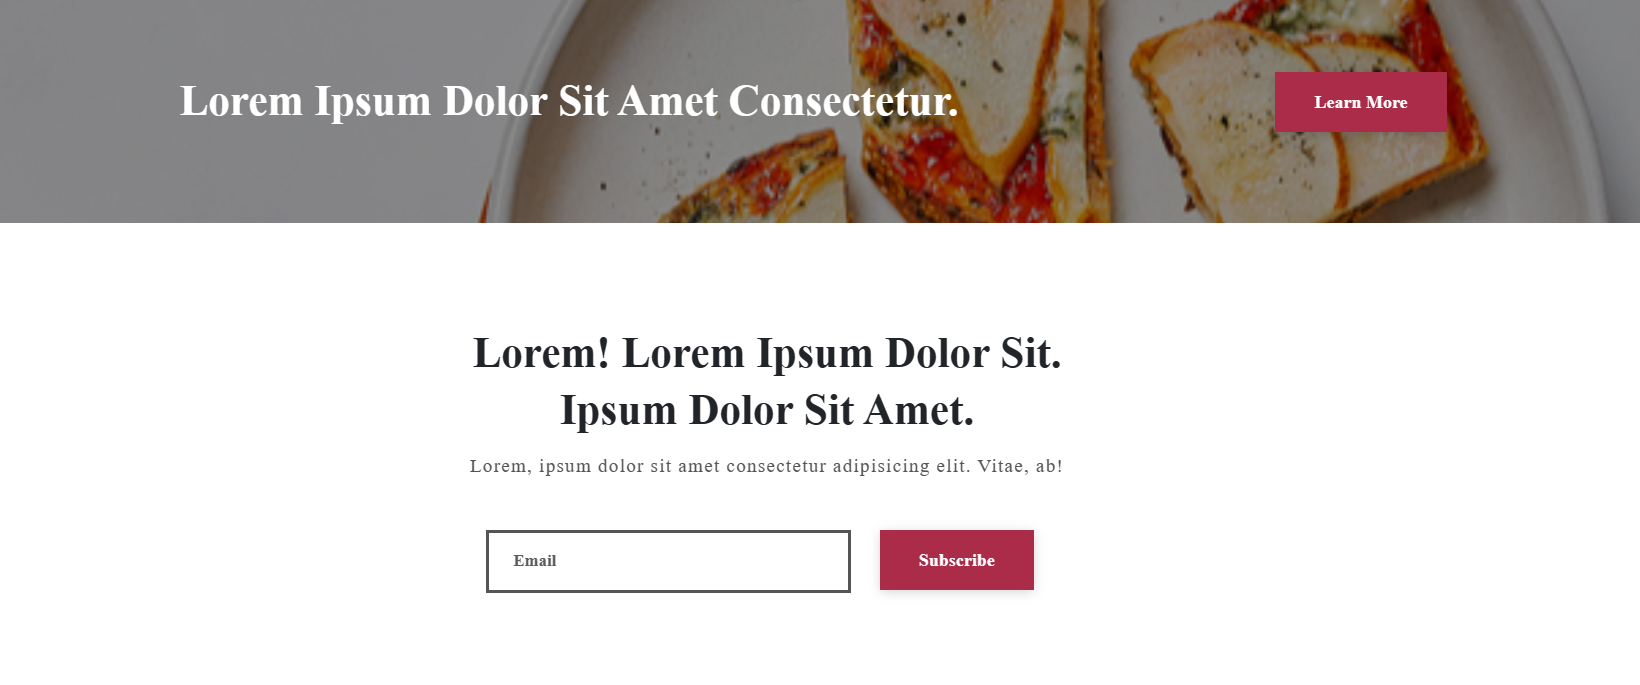 Lorem Ipsum Dolor Sit Amet Consectetur.
Learn More
Lorem! Lorem Ipsum Dolor Sit.
Ipsum Dolor Sit Amet.
Lorem, ipsum dolor sit amet consectetur adipisicing elit. Vitae, ab!
Email
Subscribe